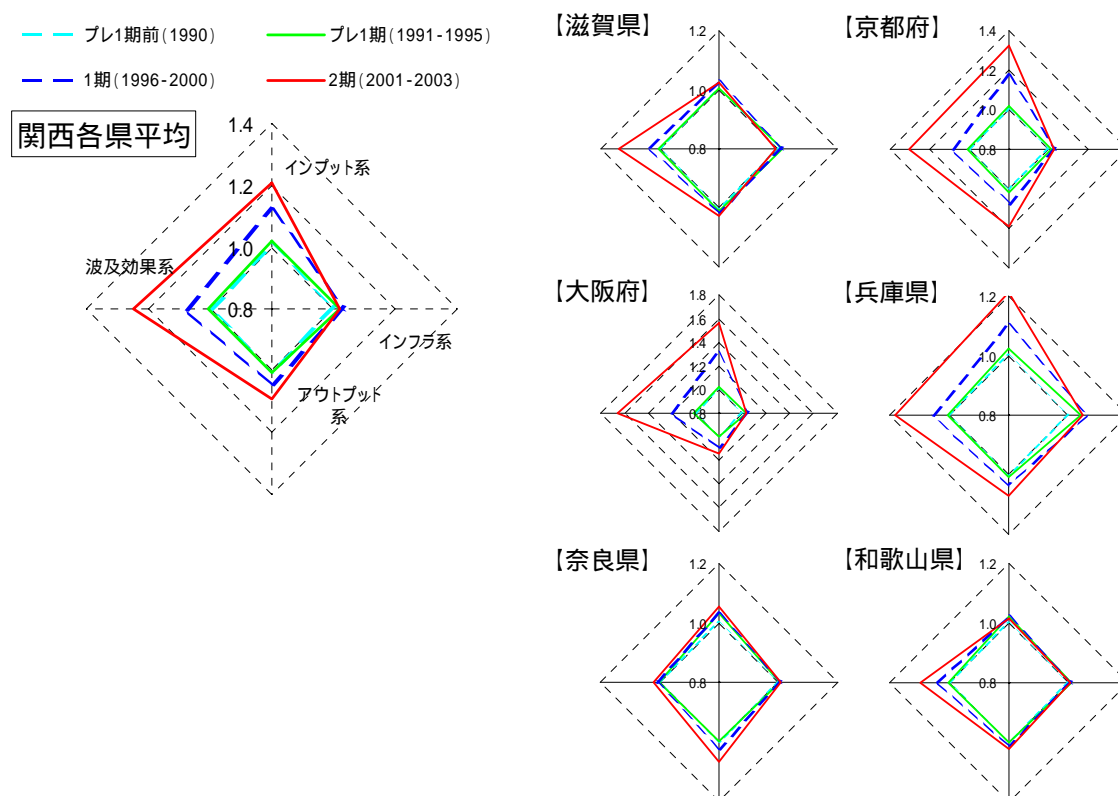 プレ1期前(1990)
プレ1期(1991-1995)
1期(1996-2000)
2期(2001-2003)
関西各県平均
1.4
インプット系
1.2
1.0
波及効果系
0.8
インフラ系
アウトプット
系
【滋賀県】
1.2
1.0
0.8
【京都府】
1.4
1.2
1.0
0.8
【大阪府】
1.8
1.6
1.4
1.2
1.0
0.8
【兵庫県】
1.2
1.0
0.8
【奈良県】
1.2
1.0
0.8
【和歌山県】
1.2
1.0
0.8